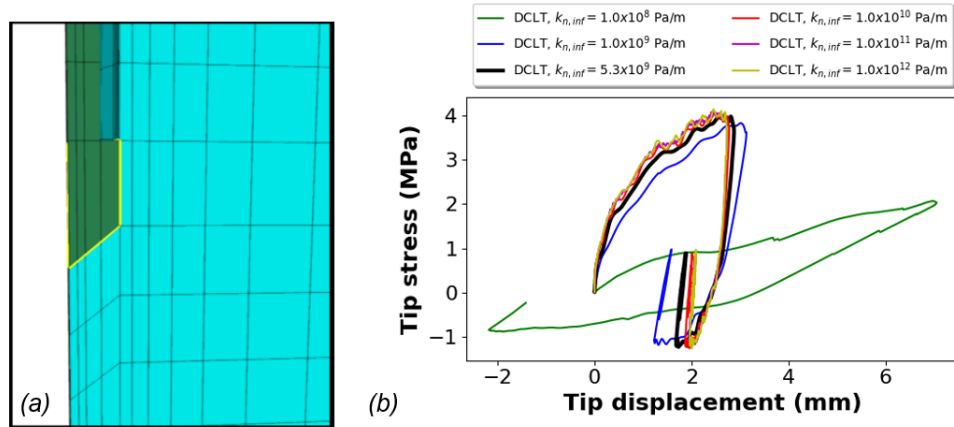 (a)
DCLT, k_{n,inf} = 1.0x10^8 Pa/m
DCLT, k_{n,inf} = 1.0x10^9 Pa/m
DCLT, k_{n,inf} = 5.3x10^9 Pa/m
DCLT, k_{n,inf} = 1.0x10^10 Pa/m
DCLT, k_{n,inf} = 1.0x10^11 Pa/m
DCLT, k_{n,inf} = 1.0x10^12 Pa/m
Tip stress (MPa)
4
3
2
1
0
−1
−2 0 2 4 6
Tip displacement (mm)
(b)